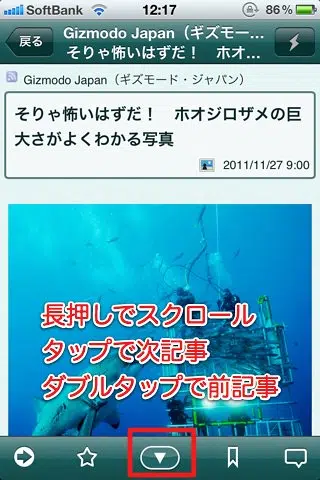 SoftBank 12:17 86%
戻る Gizmodo Japan（ギズモー…
そりゃ怖いはずだ！　ホオ…
Gizmodo Japan（ギズモード・ジャパン）
そりゃ怖いはずだ！　ホオジロザメの巨
大さがよくわかる写真
2011/11/27 9:00
長押しでスクロール
タップで次記事
ダブルタップで前記事